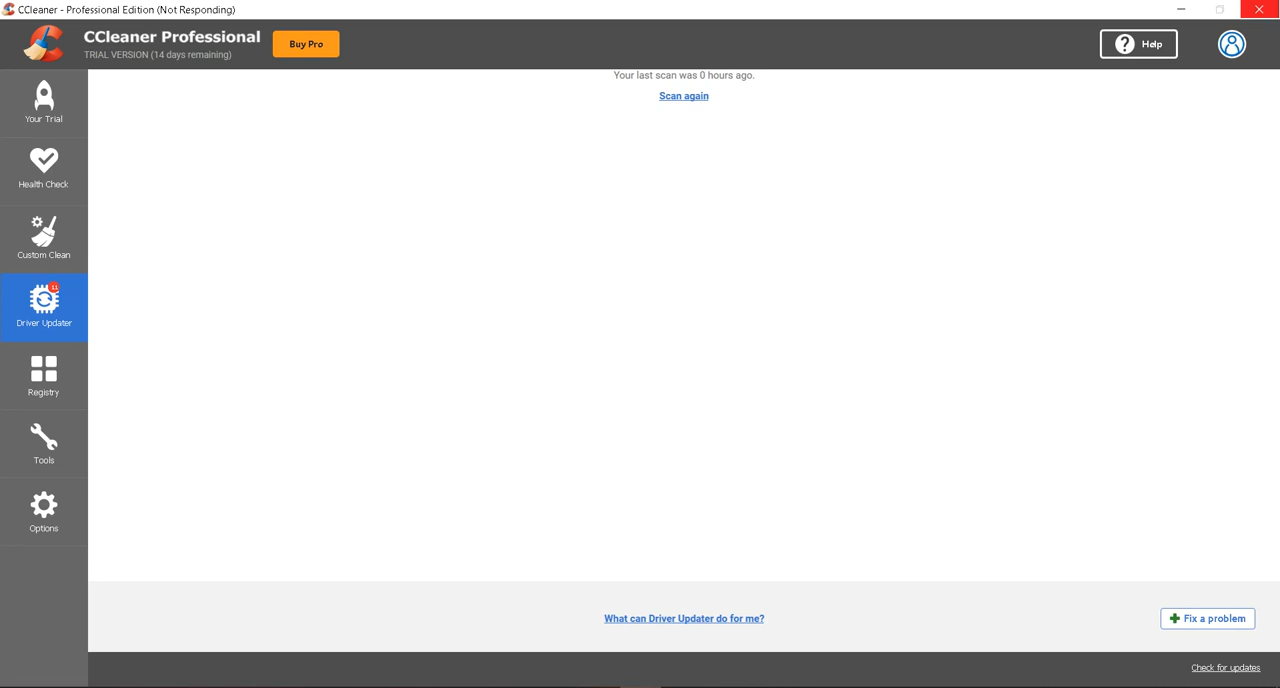 CCleaner - Professional Edition (Not Responding)
CCleaner Professional
TRIAL VERSION (14 days remaining)
Buy Pro
? Help
Your Trial
Health Check
Custom Clean
11
Driver Updater
Registry
Tools
Options
Your last scan was 0 hours ago.
Scan again
What can Driver Updater do for me?
Fix a problem
Check for updates